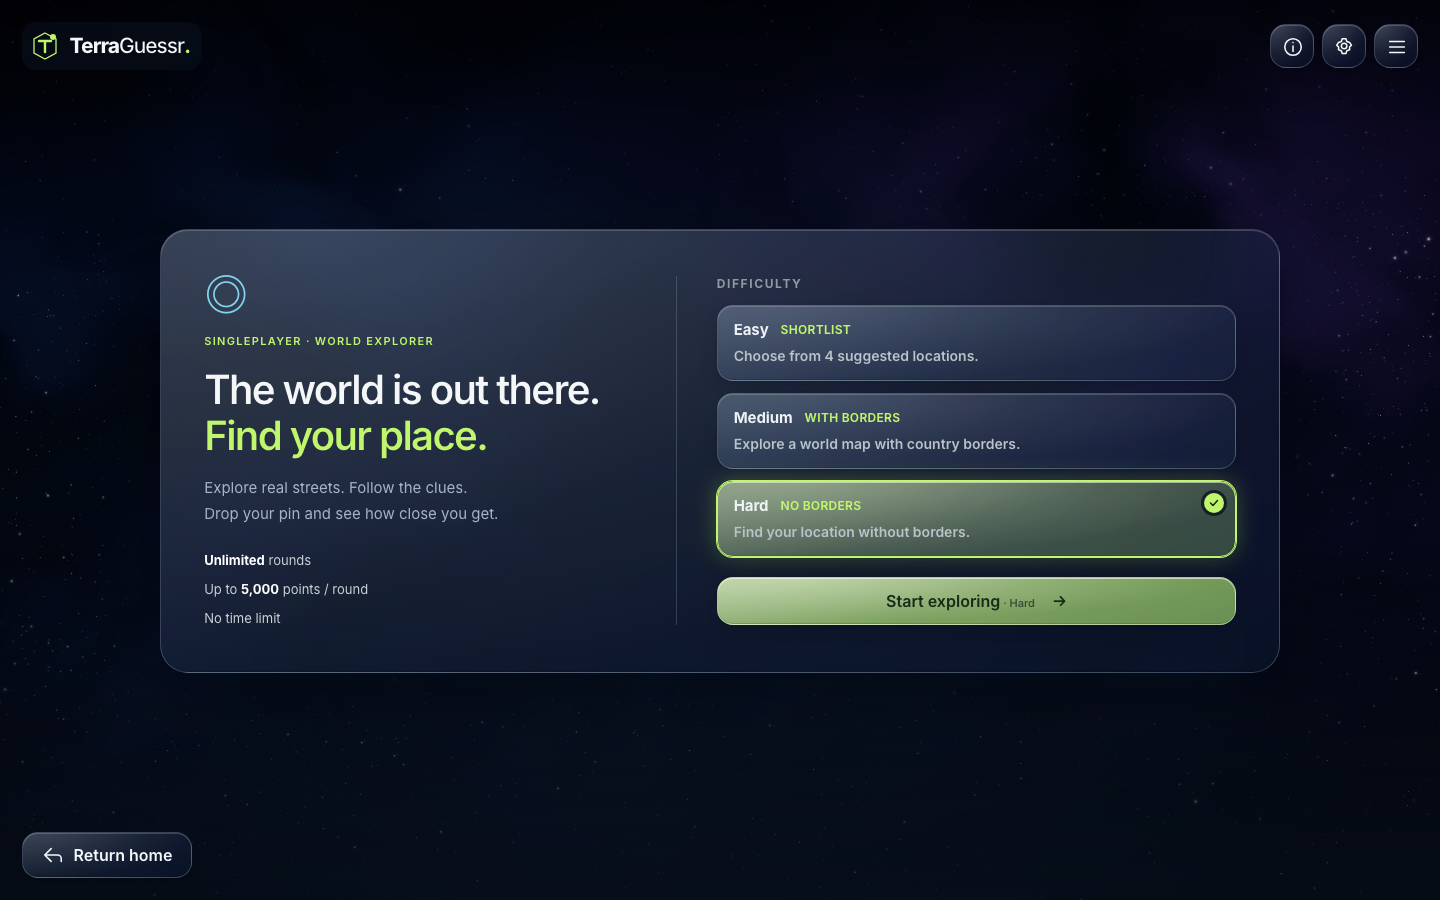 TerraGuessr.
SINGLEPLAYER · WORLD EXPLORER
The world is out there.
Find your place.
Explore real streets. Follow the clues.
Drop your pin and see how close you get.
Unlimited rounds
Up to 5,000 points / round
No time limit
DIFFICULTY
Easy SHORTLIST
Choose from 4 suggested locations.
Medium WITH BORDERS
Explore a world map with country borders.
Hard NO BORDERS
Find your location without borders.
Start exploring · Hard →
Return home